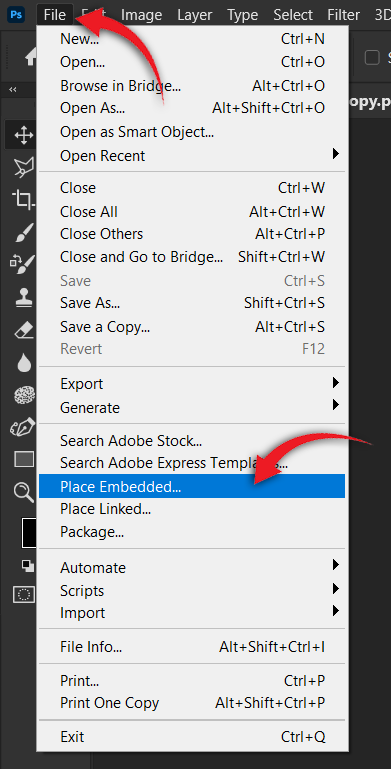 Ps File Edit Image Layer Type Select Filter 3D
New... Ctrl+N
Open... Ctrl+O
Browse in Bridge... Alt+Ctrl+O
Open As... Alt+Shift+Ctrl+O
opy.p
Open as Smart Object...
Open Recent
Close Ctrl+W
Close All Alt+Ctrl+W
Close Others Alt+Ctrl+P
Close and Go to Bridge... Shift+Ctrl+W
Save Ctrl+S
Save As... Shift+Ctrl+S
Save a Copy... Alt+Ctrl+S
Revert F12
Export
Generate
Search Adobe Stock...
Search Adobe Express Templates...
Place Embedded...
Place Linked...
Package...
Automate
Scripts
Import
File Info... Alt+Shift+Ctrl+I
Print... Ctrl+P
Print One Copy Alt+Shift+Ctrl+P
Exit Ctrl+Q